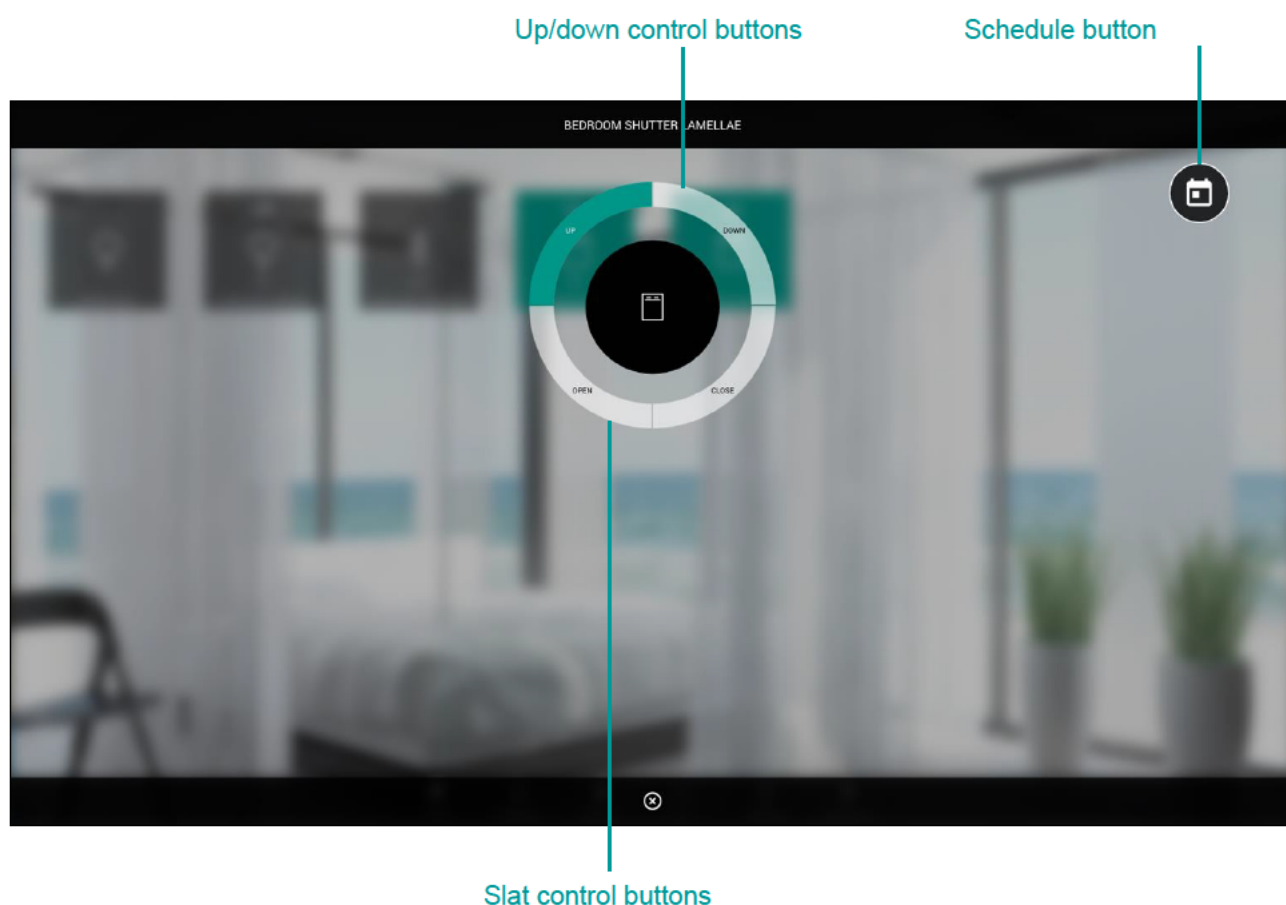 Up/down control buttons
Schedule button
BEDROOM SHUTTER LAMELLAE
UP
DOWN
OPEN
CLOSE
Slat control buttons